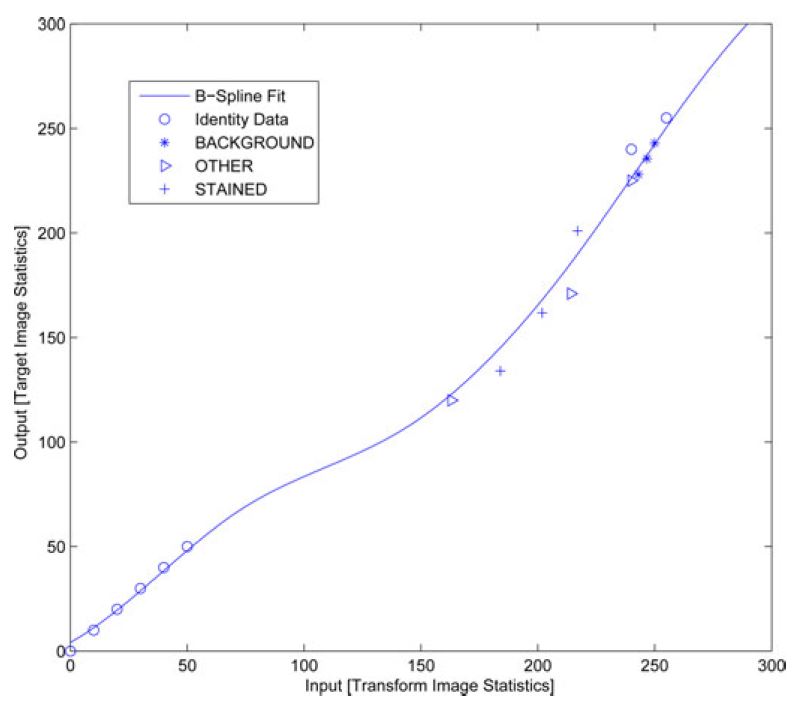 300
250
200
150
100
50
0
B−Spline Fit
Identity Data
BACKGROUND
OTHER
STAINED
Output [Target Image Statistics]
0 50 100 150 200 250 300
Input [Transform Image Statistics]